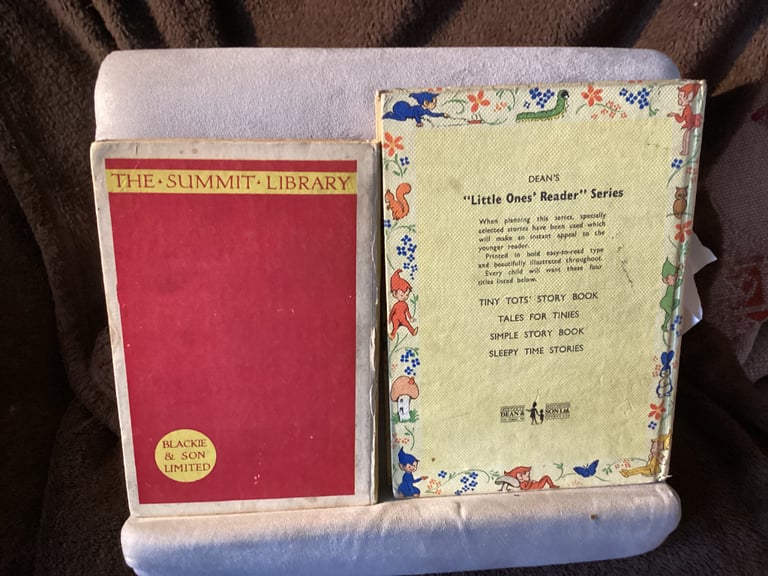 THE · SUMMIT · LIBRARY
BLACKIE
& SON
LIMITED
DEAN'S
"Little Ones' Reader" Series
When planning this series, specially
selected stories have been used which
will make an instant appeal to the
younger reader.
Printed in bold easy-to-read type
and beautifully illustrated throughout.
Every child will want these four
titles listed below.
TINY TOTS' STORY BOOK
TALES FOR TINIES
SIMPLE STORY BOOK
SLEEPY TIME STORIES
DEAN & SON Ltd.